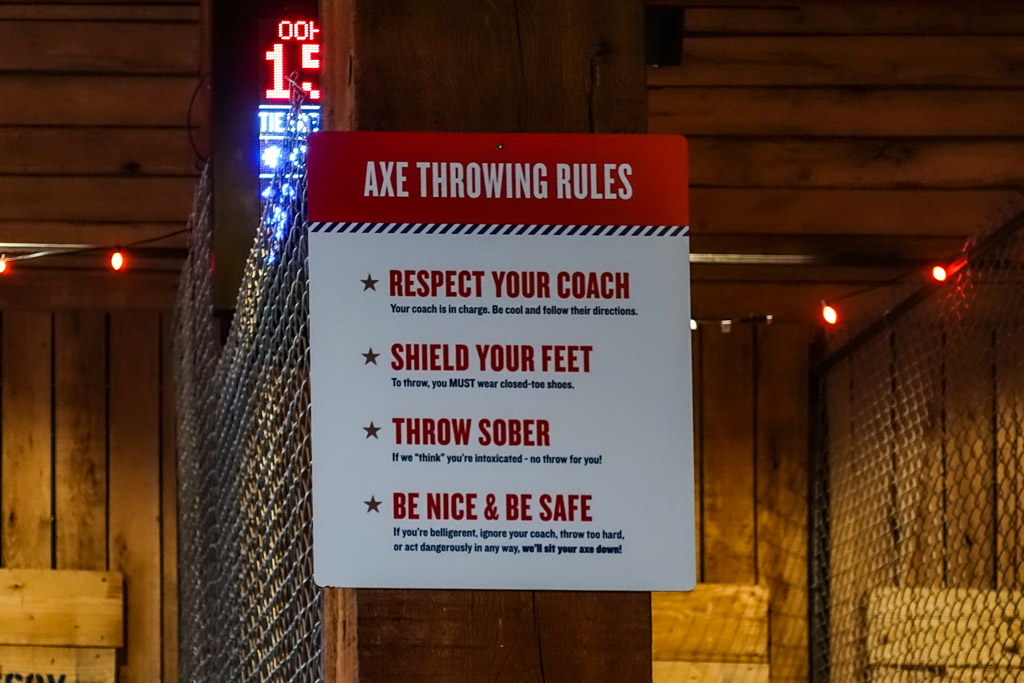 15
AXE THROWING RULES
RESPECT YOUR COACH
Your coach is in charge. Be cool and follow their directions.
SHIELD YOUR FEET
To throw, you MUST wear closed-toe shoes.
THROW SOBER
If we "think" you're intoxicated - no throw for you!
BE NICE & BE SAFE
If you're belligerent, ignore your coach, throw too hard,
or act dangerously in any way, we'll sit your axe down!